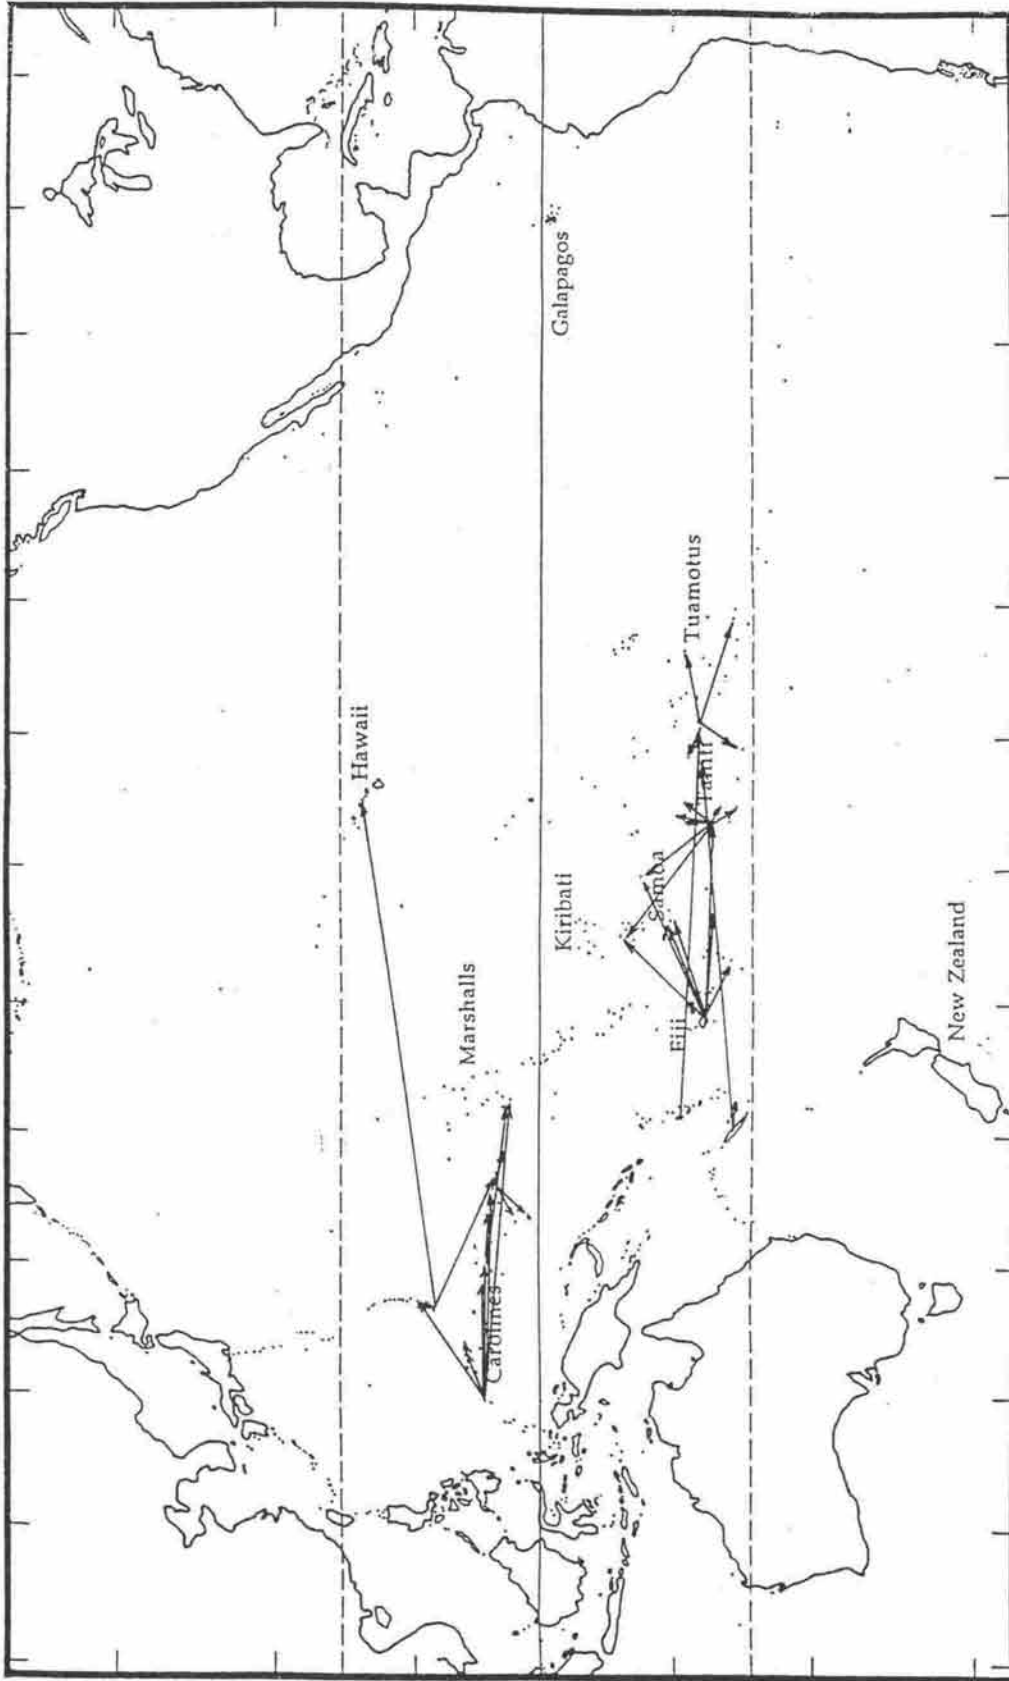 Hawaii
Marshalls
Carolines
Kiribati
Galapagos
Samoa
Fiji
Tahiti
Tuamotus
New Zealand